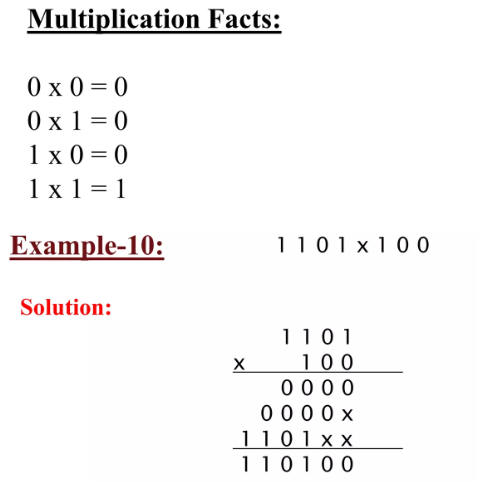 Multiplication Facts:
0 x 0 = 0
0 x 1 = 0
1 x 0 = 0
1 x 1 = 1
Example-10: 1 1 0 1 x 1 0 0
Solution:
1 1 0 1
x 1 0 0
0 0 0 0
0 0 0 0 x
1 1 0 1 x x
1 1 0 1 0 0